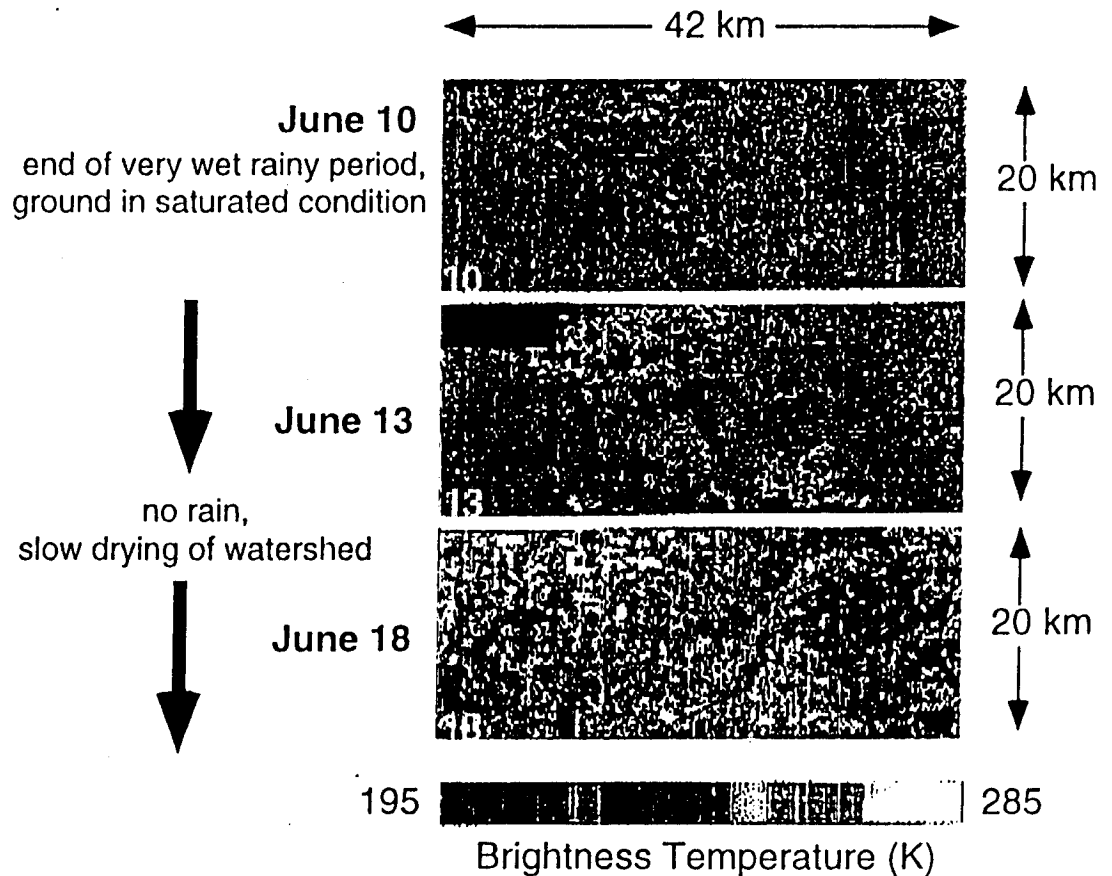 42 km
June 10
end of very wet rainy period,
ground in saturated condition
20 km
10
June 13
20 km
13
no rain,
slow drying of watershed
June 18
20 km
195
285
Brightness Temperature (K)